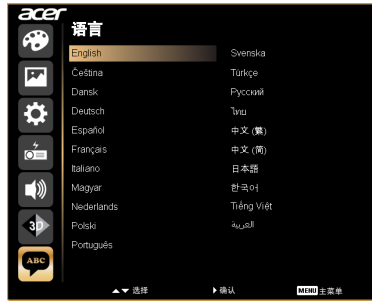 acer
语言
English
Čeština
Dansk
Deutsch
Español
Français
Italiano
Magyar
Nederlands
Polski
Português
Svenska
Türkçe
Русский
ไทย
中文 (繁)
中文 (简)
日本語
한국어
Tiếng Việt
العربية
3D
ABC
▲▼ 选择
▶ 确认
MENU 主菜单